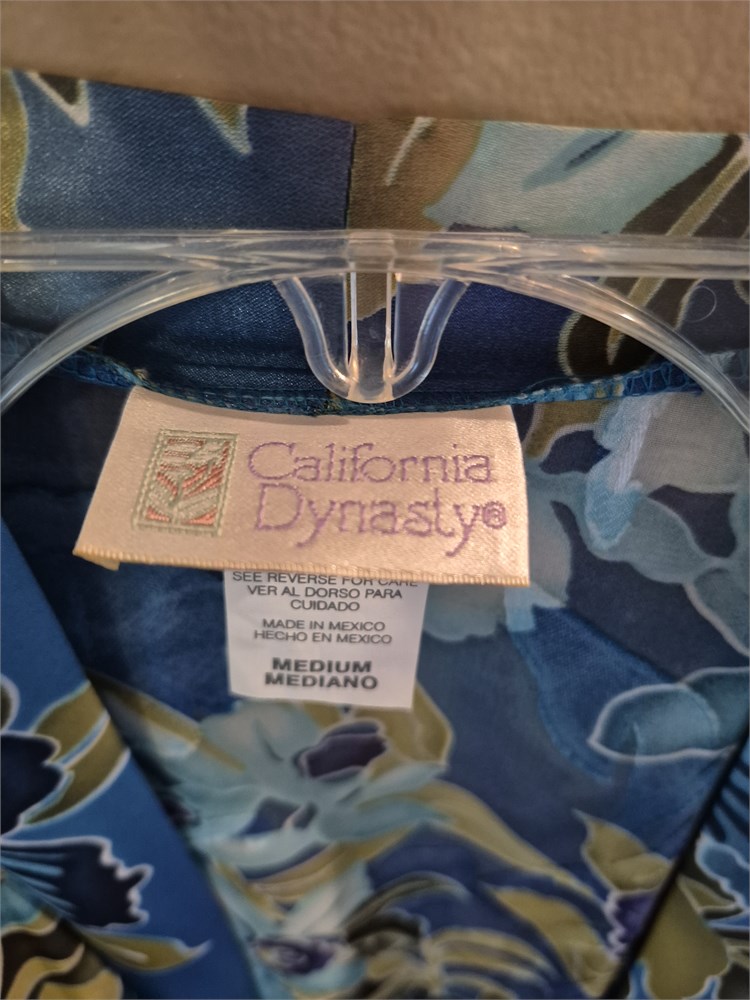 California
Dynasty®
SEE REVERSE FOR CARE
VER AL DORSO PARA
CUIDADO
MADE IN MEXICO
HECHO EN MEXICO
MEDIUM
MEDIANO